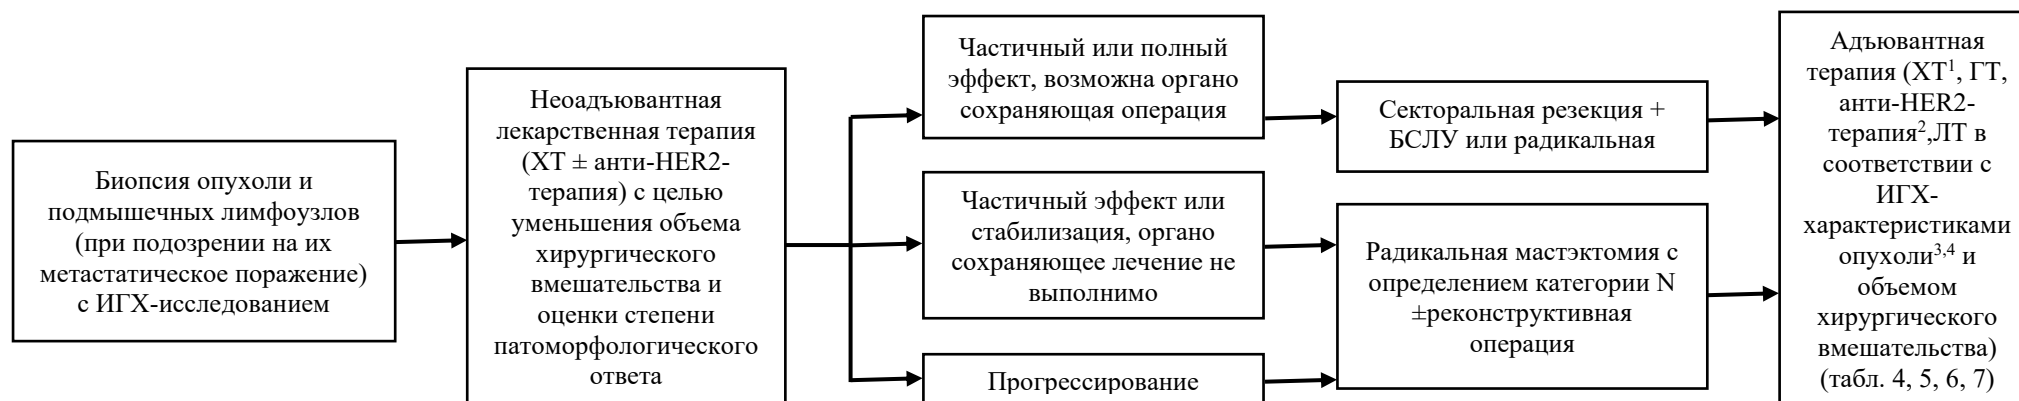 Биопсия опухоли и
подмышечных лимфоузлов
(при подозрении на их
метастатическое поражение)
с ИГХ-исследованием
Неоадъювантная
лекарственная терапия
(ХТ ± анти-HER2-
терапия) с целью
уменьшения объема
хирургического
вмешательства и
оценки степени
патоморфологического
ответа
Частичный или полный
эффект, возможна органо
сохраняющая операция
Частичный эффект или
стабилизация, органо
сохраняющее лечение не
выполнимо
Прогрессирование
Секторальная резекция +
БСЛУ или радикальная
Радикальная мастэктомия с
определением категории N
±реконструктивная
операция
Адъювантная
терапия (ХТ¹, ГТ,
анти-HER2-
терапия²,ЛТ в
соответствии с
ИГХ-
характеристиками
опухоли³,⁴ и
объемом
хирургического
вмешательства)
(табл. 4, 5, 6, 7)